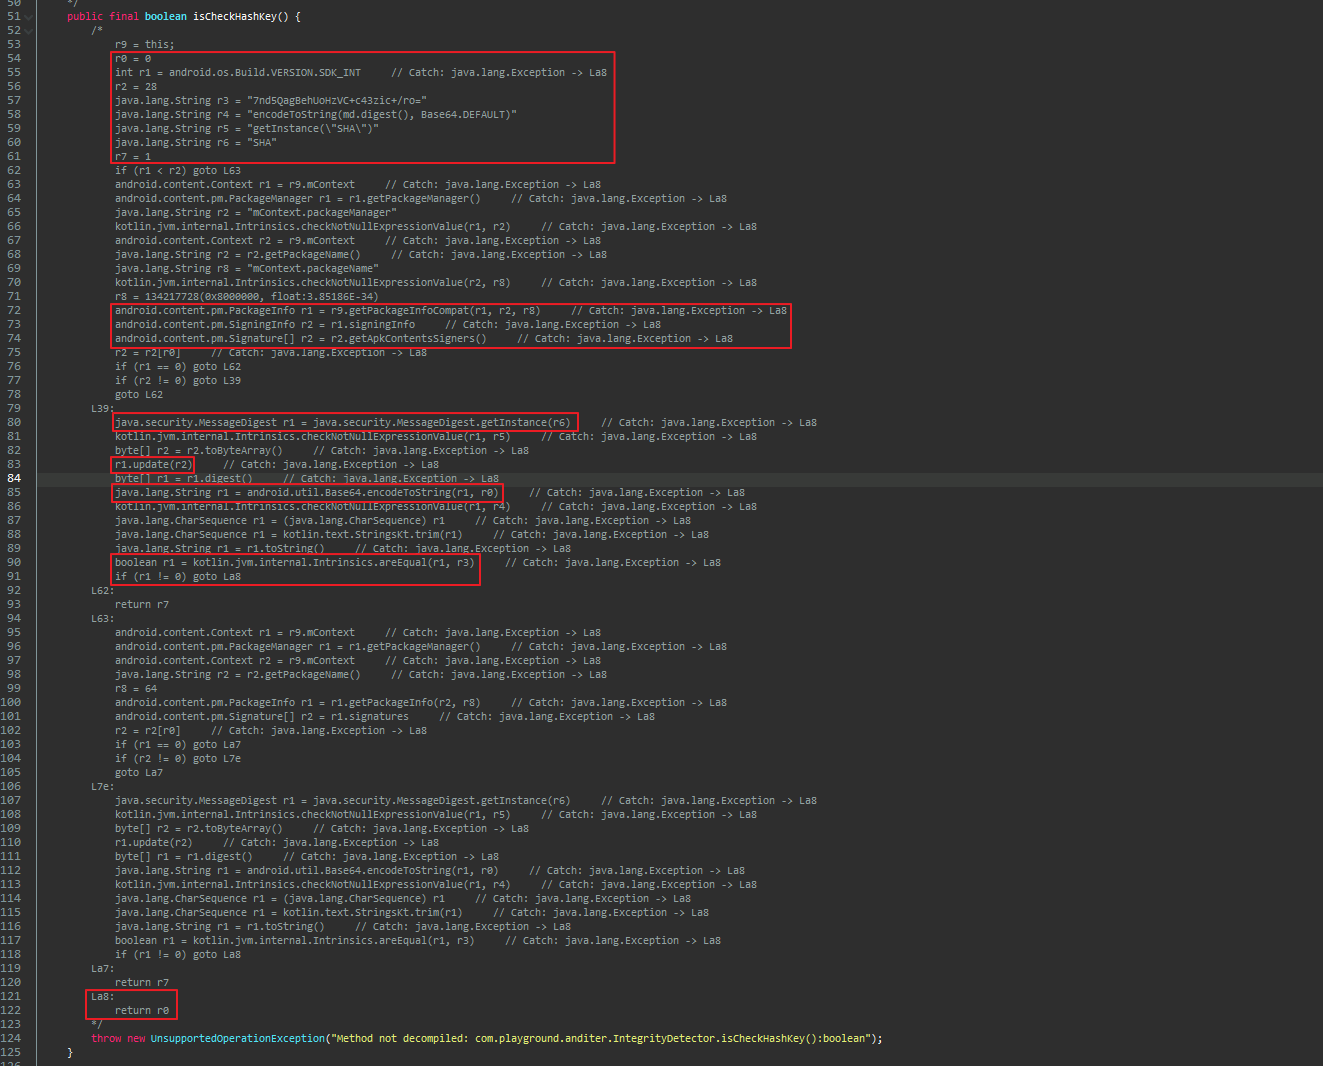 50 */
51 public final boolean isCheckHashKey() {
52 /*
53 r9 = this;
54 r0 = 0
55 int r1 = android.os.Build.VERSION.SDK_INT // Catch: java.lang.Exception -> La8
56 r2 = 28
57 java.lang.String r3 = "7nd5QagBehUoHzVC+c43zic+/ro="
58 java.lang.String r4 = "encodeToString(md.digest(), Base64.DEFAULT)"
59 java.lang.String r5 = "getInstance(\"SHA\")"
60 java.lang.String r6 = "SHA"
61 r7 = 1
62 if (r1 < r2) goto L63
63 android.content.Context r1 = r9.mContext // Catch: java.lang.Exception -> La8
64 android.content.pm.PackageManager r1 = r1.getPackageManager() // Catch: java.lang.Exception -> La8
65 java.lang.String r2 = "mContext.packageManager"
66 kotlin.jvm.internal.Intrinsics.checkNotNullExpressionValue(r1, r2) // Catch: java.lang.Exception -> La8
67 android.content.Context r2 = r9.mContext // Catch: java.lang.Exception -> La8
68 java.lang.String r2 = r2.getPackageName() // Catch: java.lang.Exception -> La8
69 java.lang.String r8 = "mContext.packageName"
70 kotlin.jvm.internal.Intrinsics.checkNotNullExpressionValue(r2, r8) // Catch: java.lang.Exception -> La8
71 r8 = 134217728(0x8000000, float:3.85186E-34)
72 android.content.pm.PackageInfo r1 = r9.getPackageInfoCompat(r1, r2, r8) // Catch: java.lang.Exception -> La8
73 android.content.pm.SigningInfo r2 = r1.signingInfo // Catch: java.lang.Exception -> La8
74 android.content.pm.Signature[] r2 = r2.getApkContentsSigners() // Catch: java.lang.Exception -> La8
75 r2 = r2[r0] // Catch: java.lang.Exception -> La8
76 if (r1 == 0) goto L62
77 if (r2 != 0) goto L39
78 goto L62
79 L39:
80 java.security.MessageDigest r1 = java.security.MessageDigest.getInstance(r6) // Catch: java.lang.Exception -> La8
81 kotlin.jvm.internal.Intrinsics.checkNotNullExpressionValue(r1, r5) // Catch: java.lang.Exception -> La8
82 byte[] r2 = r2.toByteArray() // Catch: java.lang.Exception -> La8
83 r1.update(r2) // Catch: java.lang.Exception -> La8
84 byte[] r1 = r1.digest() // Catch: java.lang.Exception -> La8
85 java.lang.String r1 = android.util.Base64.encodeToString(r1, r0) // Catch: java.lang.Exception -> La8
86 kotlin.jvm.internal.Intrinsics.checkNotNullExpressionValue(r1, r4) // Catch: java.lang.Exception -> La8
87 java.lang.CharSequence r1 = (java.lang.CharSequence) r1 // Catch: java.lang.Exception -> La8
88 java.lang.CharSequence r1 = kotlin.text.StringsKt.trim(r1) // Catch: java.lang.Exception -> La8
89 java.lang.String r1 = r1.toString() // Catch: java.lang.Exception -> La8
90 boolean r1 = kotlin.jvm.internal.Intrinsics.areEqual(r1, r3) // Catch: java.lang.Exception -> La8
91 if (r1 != 0) goto La8
92 L62:
93 return r7
94 L63:
95 android.content.Context r1 = r9.mContext // Catch: java.lang.Exception -> La8
96 android.content.pm.PackageManager r1 = r1.getPackageManager() // Catch: java.lang.Exception -> La8
97 android.content.Context r2 = r9.mContext // Catch: java.lang.Exception -> La8
98 java.lang.String r2 = r2.getPackageName() // Catch: java.lang.Exception -> La8
99 r8 = 64
100 android.content.pm.PackageInfo r1 = r1.getPackageInfo(r2, r8) // Catch: java.lang.Exception -> La8
101 android.content.pm.Signature[] r2 = r1.signatures // Catch: java.lang.Exception -> La8
102 r2 = r2[r0] // Catch: java.lang.Exception -> La8
103 if (r1 == 0) goto La7
104 if (r2 != 0) goto L7e
105 goto La7
106 L7e:
107 java.security.MessageDigest r1 = java.security.MessageDigest.getInstance(r6) // Catch: java.lang.Exception -> La8
108 kotlin.jvm.internal.Intrinsics.checkNotNullExpressionValue(r1, r5) // Catch: java.lang.Exception -> La8
109 byte[] r2 = r2.toByteArray() // Catch: java.lang.Exception -> La8
110 r1.update(r2) // Catch: java.lang.Exception -> La8
111 byte[] r1 = r1.digest() // Catch: java.lang.Exception -> La8
112 java.lang.String r1 = android.util.Base64.encodeToString(r1, r0) // Catch: java.lang.Exception -> La8
113 kotlin.jvm.internal.Intrinsics.checkNotNullExpressionValue(r1, r4) // Catch: java.lang.Exception -> La8
114 java.lang.CharSequence r1 = (java.lang.CharSequence) r1 // Catch: java.lang.Exception -> La8
115 java.lang.CharSequence r1 = kotlin.text.StringsKt.trim(r1) // Catch: java.lang.Exception -> La8
116 java.lang.String r1 = r1.toString() // Catch: java.lang.Exception -> La8
117 boolean r1 = kotlin.jvm.internal.Intrinsics.areEqual(r1, r3) // Catch: java.lang.Exception -> La8
118 if (r1 != 0) goto La8
119 La7:
120 return r7
121 La8:
122 return r0
123 */
124 throw new UnsupportedOperationException("Method not decompiled: com.playground.anditer.IntegrityDetector.isCheckHashKey():boolean");
125 }
126